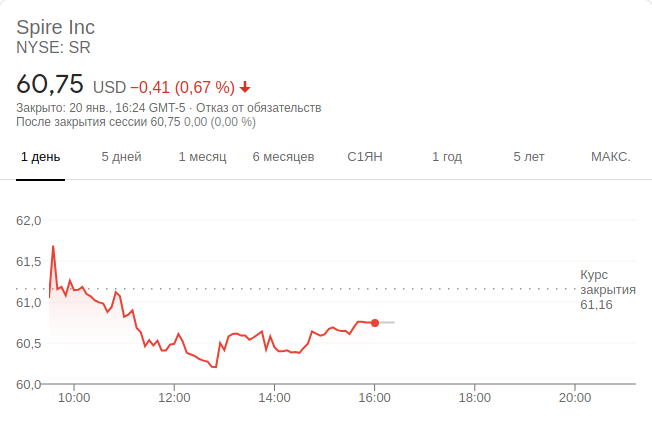 Spire Inc
NYSE: SR
60,75 USD −0,41 (0,67 %)
Закрыто: 20 янв., 16:24 GMT-5 · Отказ от обязательств
После закрытия сессии 60,75 0,00 (0,00 %)
1 день 5 дней 1 месяц 6 месяцев С1ЯН 1 год 5 лет МАКС.
62,0
61,5
Курс
закрытия
61,16
61,0
60,5
60,0
10:00 12:00 14:00 16:00 18:00 20:00